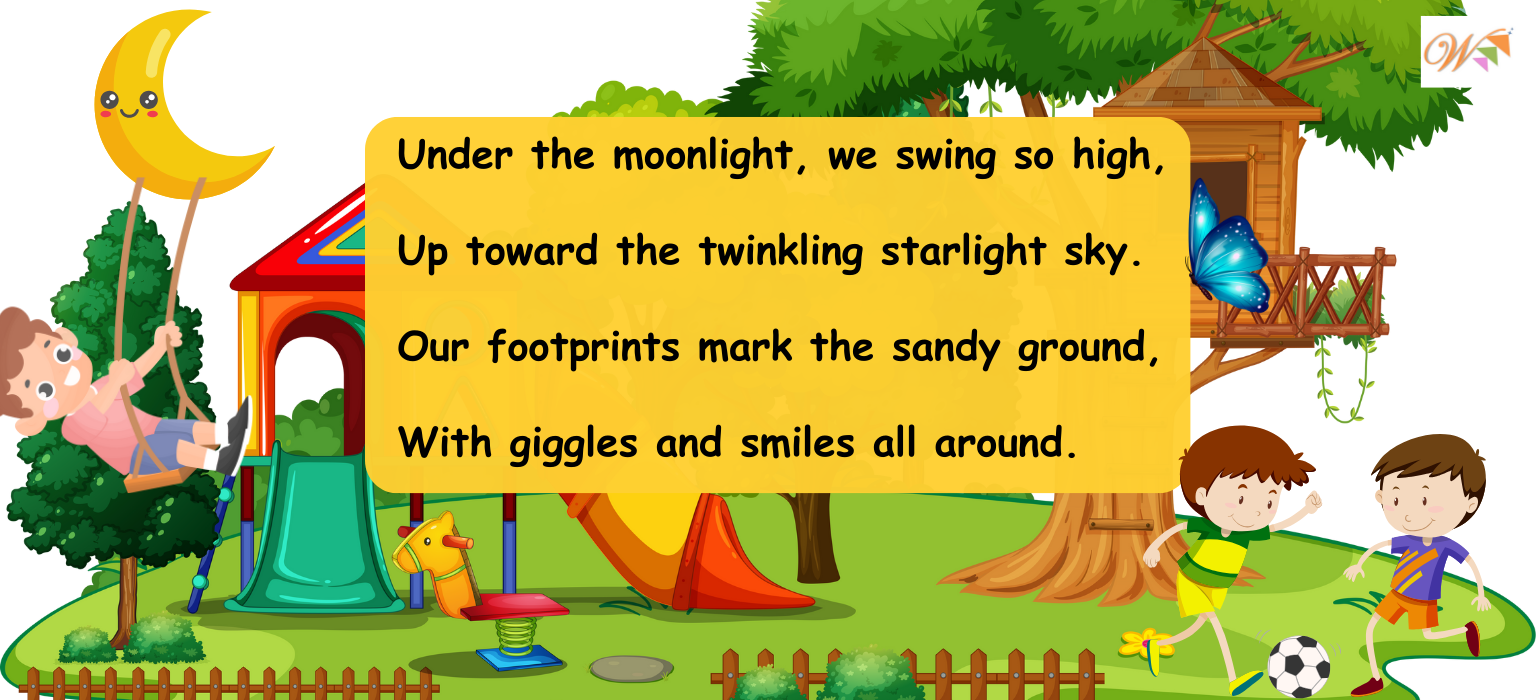 Under the moonlight, we swing so high,
Up toward the twinkling starlight sky.
Our footprints mark the sandy ground,
With giggles and smiles all around.
W